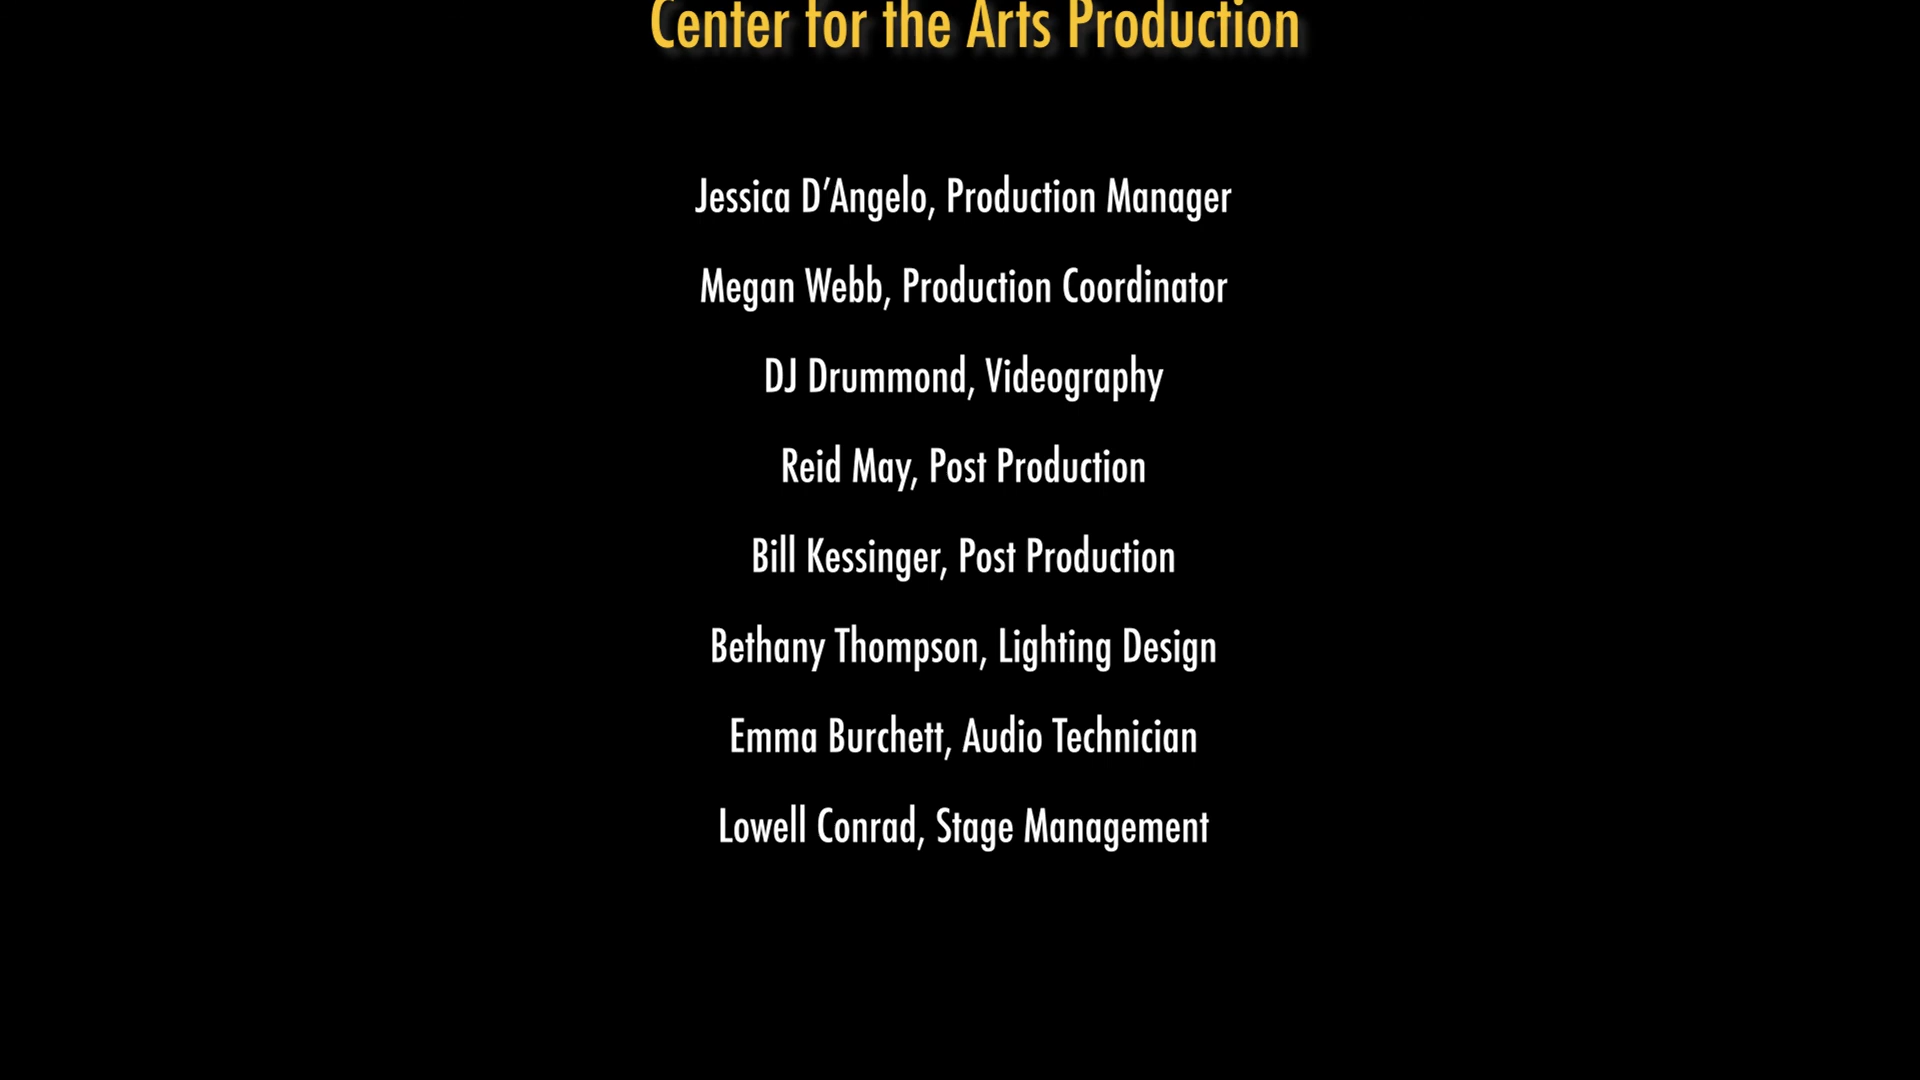 Center for the Arts Production
Jessica D’Angelo, Production Manager
Megan Webb, Production Coordinator
DJ Drummond, Videography
Reid May, Post Production
Bill Kessinger, Post Production
Bethany Thompson, Lighting Design
Emma Burchett, Audio Technician
Lowell Conrad, Stage Management